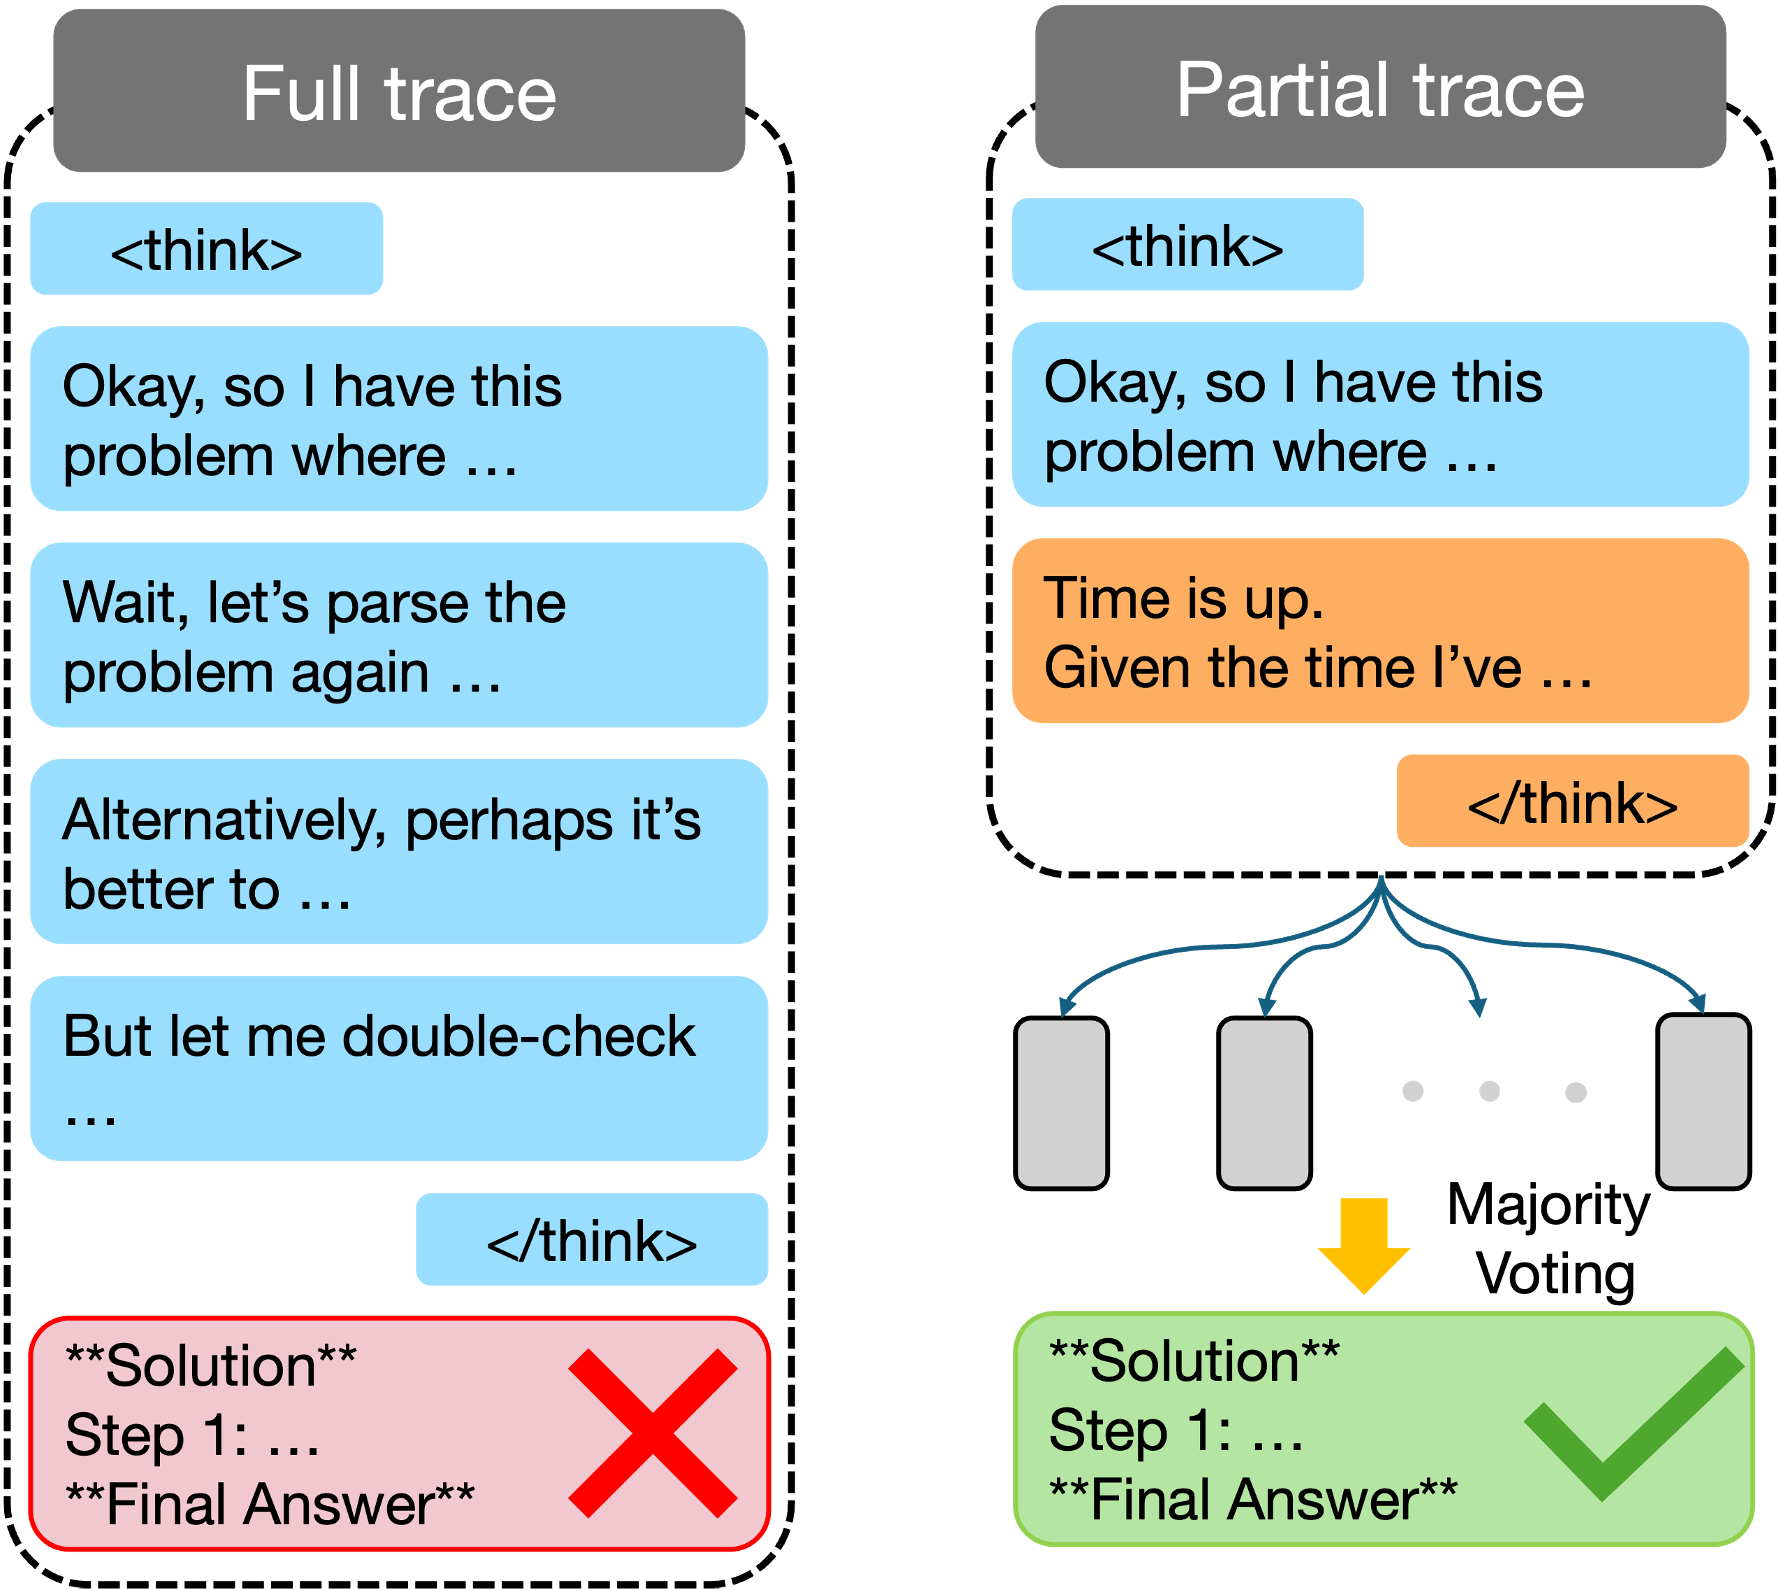 Full trace
<think>
Okay, so I have this
problem where …
Wait, let’s parse the
problem again …
Alternatively, perhaps it’s
better to …
But let me double-check
…
</think>
**Solution**
Step 1: …
**Final Answer**
Partial trace
<think>
Okay, so I have this
problem where …
Time is up.
Given the time I’ve …
</think>
Majority
Voting
**Solution**
Step 1: …
**Final Answer**